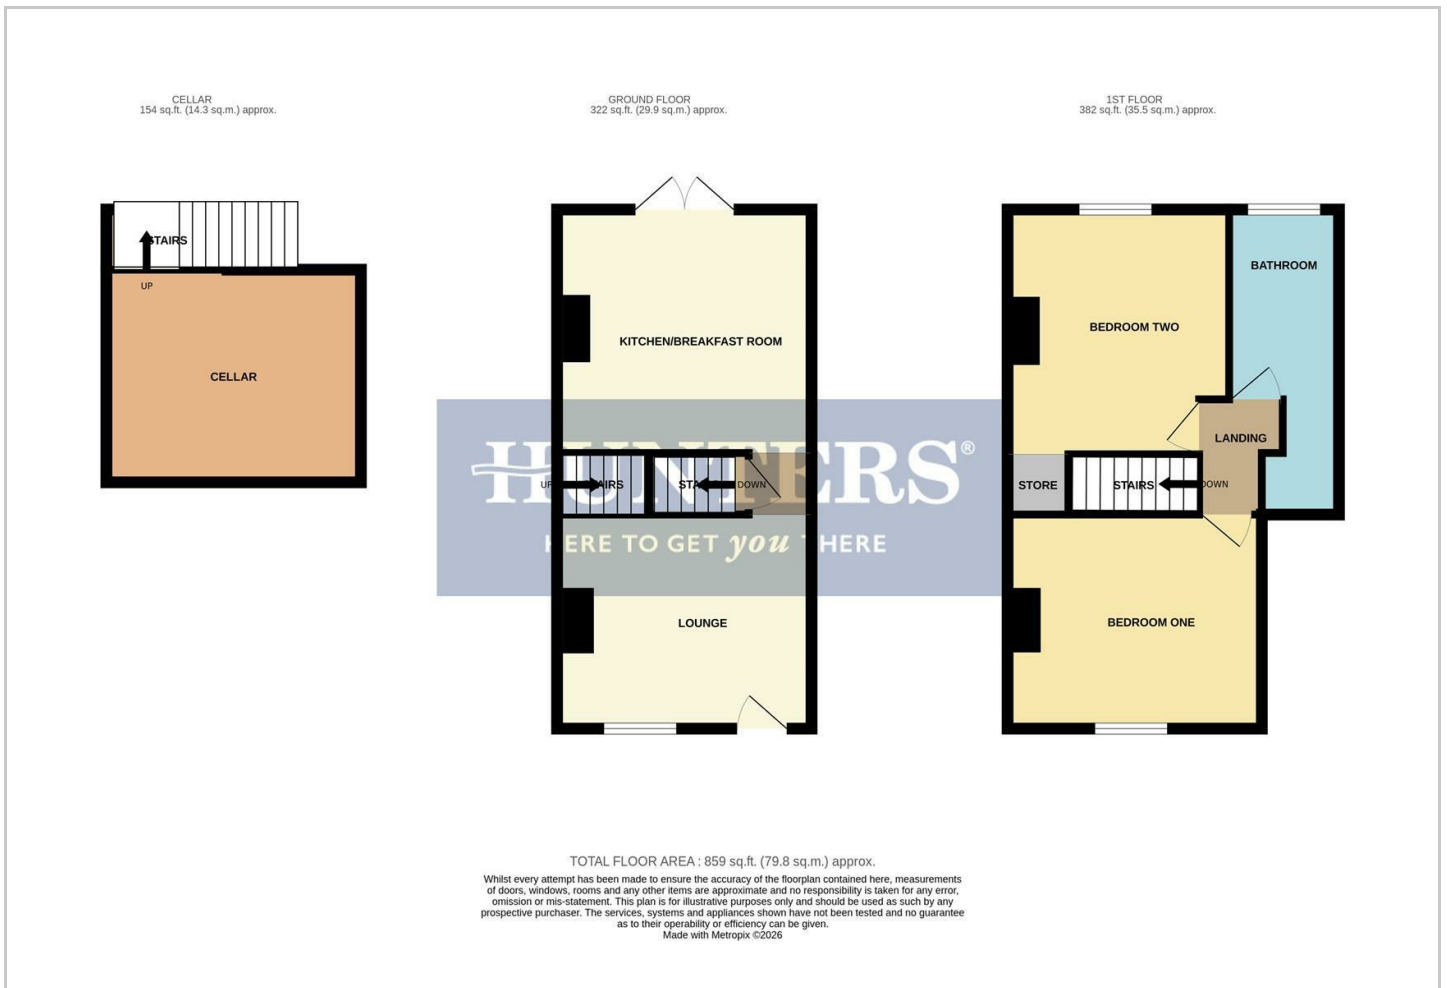 CELLAR
154 sq.ft. (14.3 sq.m.) approx.
GROUND FLOOR
322 sq.ft. (29.9 sq.m.) approx.
1ST FLOOR
382 sq.ft. (35.5 sq.m.) approx.
STAIRS
UP
CELLAR
KITCHEN/BREAKFAST ROOM
HUNTERS®
UP
STAIRS
STAIRS
DOWN
HERE TO GET you THERE
LOUNGE
BATHROOM
BEDROOM TWO
LANDING
STORE
STAIRS
DOWN
BEDROOM ONE
TOTAL FLOOR AREA : 859 sq.ft. (79.8 sq.m.) approx.
Whilst every attempt has been made to ensure the accuracy of the floorplan contained here, measurements
of doors, windows, rooms and any other items are approximate and no responsibility is taken for any error,
omission or mis-statement. This plan is for illustrative purposes only and should be used as such by any
prospective purchaser. The services, systems and appliances shown have not been tested and no guarantee
as to their operability or efficiency can be given.
Made with Metropix ©2026